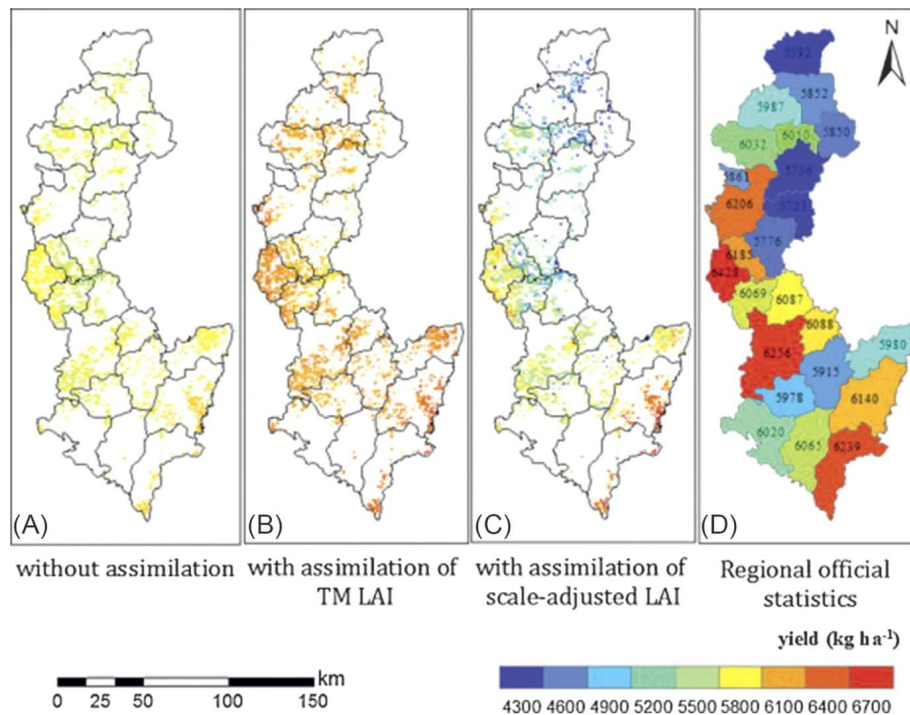 N
5592
5852
5987
5850
6050
6032
5736
5861
6206
5723
5776
6185
6428
6069
6087
6088
5980
6256
5915
5978
6140
6020
6065
6239
(A)
(B)
(C)
(D)
without assimilation
with assimilation of
TM LAI
with assimilation of
scale-adjusted LAI
Regional official
statistics
yield (kg ha⁻¹)
km
0 25 50 100 150
4300 4600 4900 5200 5500 5800 6100 6400 6700